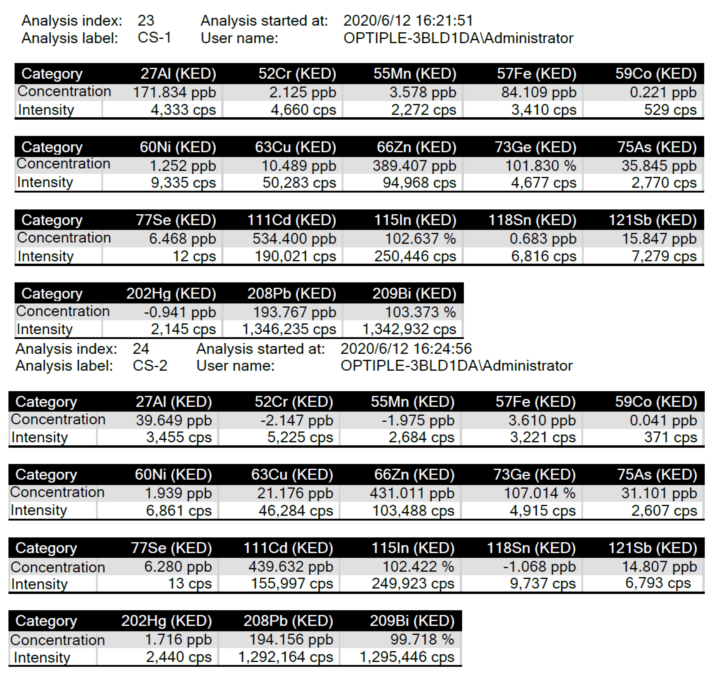 Analysis index: 23 Analysis started at: 2020/6/12 16:21:51
Analysis label: CS-1 User name: OPTIPLE-3BLD1DA\Administrator
Category 27Al (KED) 52Cr (KED) 55Mn (KED) 57Fe (KED) 59Co (KED)
Concentration 171.834 ppb 2.125 ppb 3.578 ppb 84.109 ppb 0.221 ppb
Intensity 4,333 cps 4,660 cps 2,272 cps 3,410 cps 529 cps
Category 60Ni (KED) 63Cu (KED) 66Zn (KED) 73Ge (KED) 75As (KED)
Concentration 1.252 ppb 10.489 ppb 389.407 ppb 101.830 % 35.845 ppb
Intensity 9,335 cps 50,283 cps 94,968 cps 4,677 cps 2,770 cps
Category 77Se (KED) 111Cd (KED) 115In (KED) 118Sn (KED) 121Sb (KED)
Concentration 6.468 ppb 534.400 ppb 102.637 % 0.683 ppb 15.847 ppb
Intensity 12 cps 190,021 cps 250,446 cps 6,816 cps 7,279 cps
Category 202Hg (KED) 208Pb (KED) 209Bi (KED)
Concentration -0.941 ppb 193.767 ppb 103.373 %
Intensity 2,145 cps 1,346,235 cps 1,342,932 cps
Analysis index: 24 Analysis started at: 2020/6/12 16:24:56
Analysis label: CS-2 User name: OPTIPLE-3BLD1DA\Administrator
Category 27Al (KED) 52Cr (KED) 55Mn (KED) 57Fe (KED) 59Co (KED)
Concentration 39.649 ppb -2.147 ppb -1.975 ppb 3.610 ppb 0.041 ppb
Intensity 3,455 cps 5,225 cps 2,684 cps 3,221 cps 371 cps
Category 60Ni (KED) 63Cu (KED) 66Zn (KED) 73Ge (KED) 75As (KED)
Concentration 1.939 ppb 21.176 ppb 431.011 ppb 107.014 % 31.101 ppb
Intensity 6,861 cps 46,284 cps 103,488 cps 4,915 cps 2,607 cps
Category 77Se (KED) 111Cd (KED) 115In (KED) 118Sn (KED) 121Sb (KED)
Concentration 6.280 ppb 439.632 ppb 102.422 % -1.068 ppb 14.807 ppb
Intensity 13 cps 155,997 cps 249,923 cps 9,737 cps 6,793 cps
Category 202Hg (KED) 208Pb (KED) 209Bi (KED)
Concentration 1.716 ppb 194.156 ppb 99.718 %
Intensity 2,440 cps 1,292,164 cps 1,295,446 cps